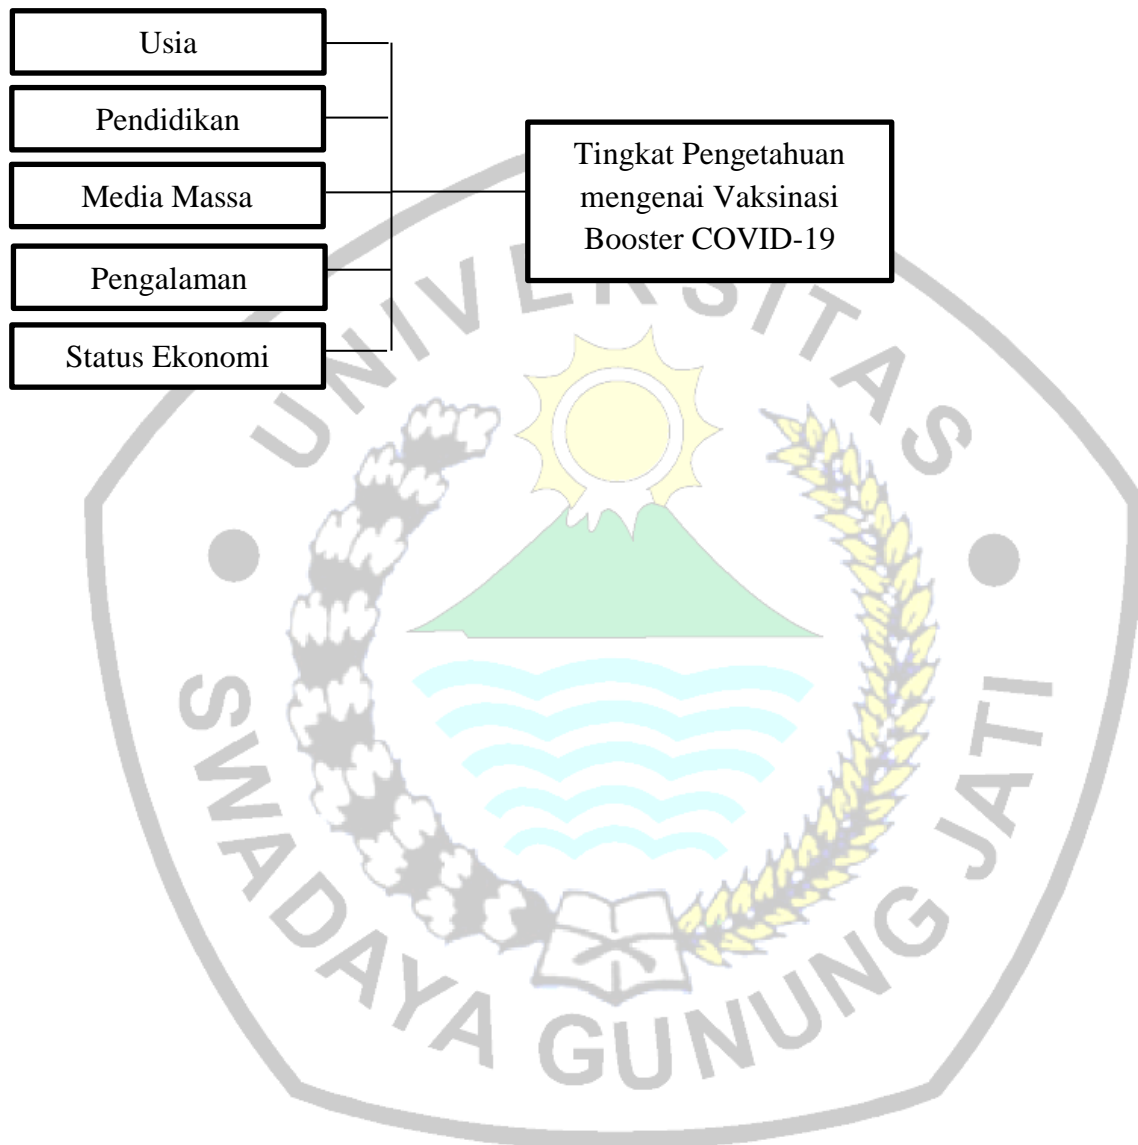 Usia
Pendidikan
Media Massa
Pengalaman
Status Ekonomi
Tingkat Pengetahuan
mengenai Vaksinasi
Booster COVID-19
UNIVERSITAS
SWADAYA GUNUNG JATI